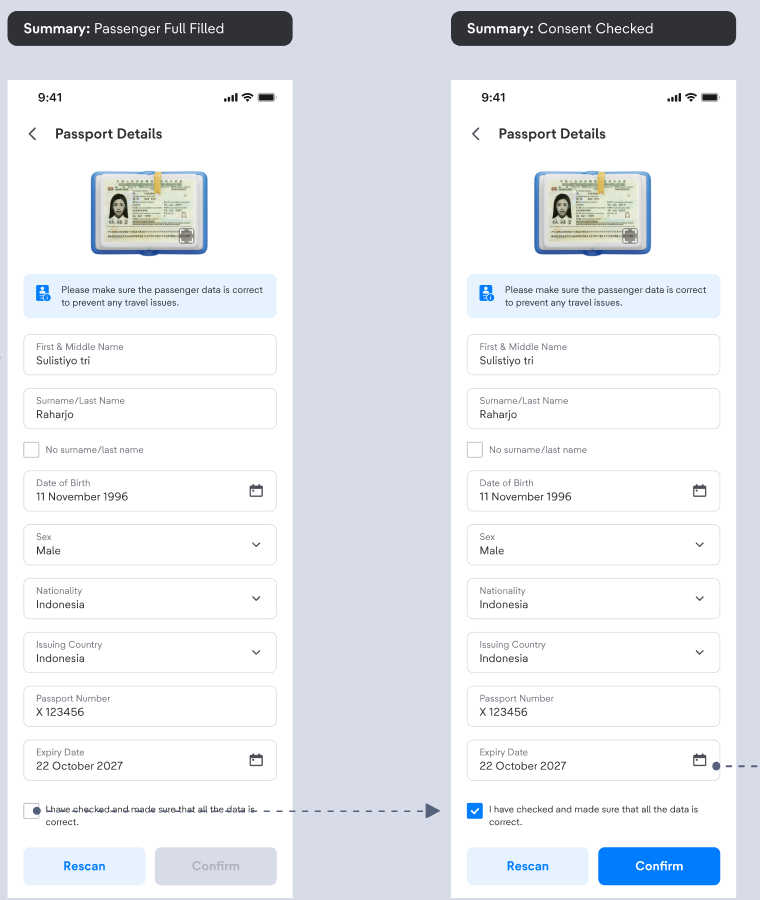 Summary: Passenger Full Filled
9:41
Passport Details
Please make sure the passenger data is correct
to prevent any travel issues.
First & Middle Name
Sulistiyo tri
Surname/Last Name
Raharjo
No surname/last name
Date of Birth
11 November 1996
Sex
Male
Nationality
Indonesia
Issuing Country
Indonesia
Passport Number
X 123456
Expiry Date
22 October 2027
I have checked and made sure that all the data is
correct.
Rescan
Confirm
Summary: Consent Checked
9:41
Passport Details
Please make sure the passenger data is correct
to prevent any travel issues.
First & Middle Name
Sulistiyo tri
Surname/Last Name
Raharjo
No surname/last name
Date of Birth
11 November 1996
Sex
Male
Nationality
Indonesia
Issuing Country
Indonesia
Passport Number
X 123456
Expiry Date
22 October 2027
I have checked and made sure that all the data is
correct.
Rescan
Confirm